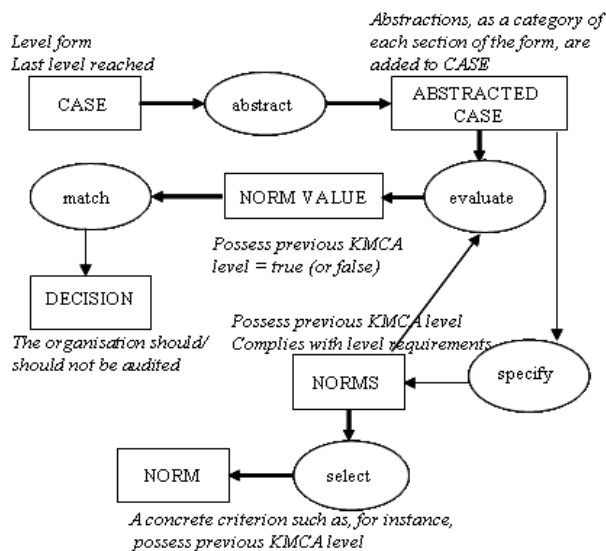 Level form
Last level reached
Abstractions, as a category of
each section of the form, are
added to CASE
CASE
abstract
ABSTRACTED
CASE
match
NORM VALUE
evaluate
Possess previous KMCA
level = true (or false)
DECISION
The organisation should/
should not be audited
Possess previous KMCA level
Complies with level requirements
NORMS
specify
NORM
select
A concrete criterion such as, for instance,
possess previous KMCA level